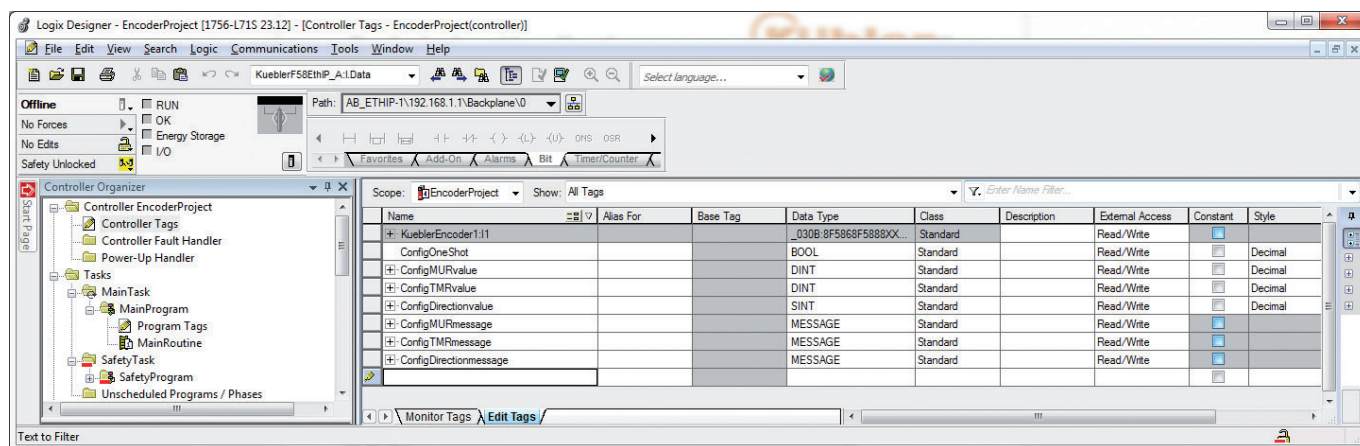 Logix Designer - EncoderProject [1756-L71S 23.12] - [Controller Tags - EncoderProject(controller)]
File Edit View Search Logic Communications Tools Window Help
KueblerF58EthIP_A:I.Data Select language...
Offline RUN Path: AB_ETHIP-1\192.168.1.1\Backplane\0
No Forces OK
No Edits Energy Storage
Safety Unlocked I/O
(L) (U) ONS OSR
Favorites Add-On Alarms Bit Timer/Counter
Start Page
Controller Organizer
Controller EncoderProject
Controller Tags
Controller Fault Handler
Power-Up Handler
Tasks
MainTask
MainProgram
Program Tags
MainRoutine
SafetyTask
SafetyProgram
Unscheduled Programs / Phases
Scope: EncoderProject Show: All Tags Enter Name Filter...
Name Alias For Base Tag Data Type Class Description External Access Constant Style
KueblerEncoder1:I1 _030B:8F5868F5888XX... Standard Read/Write
ConfigOneShot BOOL Standard Read/Write Decimal
ConfigMURvalue DINT Standard Read/Write Decimal
ConfigTMRvalue DINT Standard Read/Write Decimal
ConfigDirectionvalue SINT Standard Read/Write Decimal
ConfigMURmessage MESSAGE Standard Read/Write
ConfigTMRmessage MESSAGE Standard Read/Write
ConfigDirectionmessage MESSAGE Standard Read/Write
Monitor Tags Edit Tags
Text to Filter